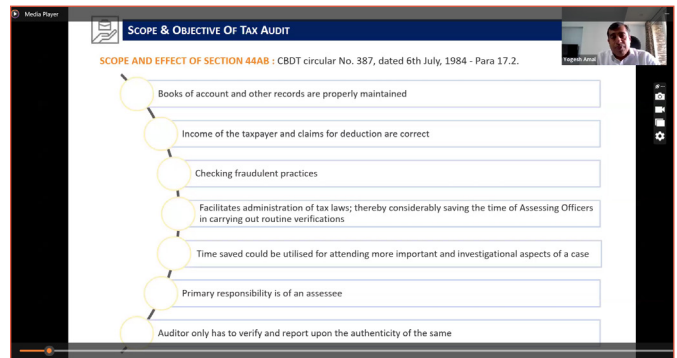 Media Player
SCOPE & OBJECTIVE OF TAX AUDIT
Yogesh Amal
SCOPE AND EFFECT OF SECTION 44AB : CBDT circular No. 387, dated 6th July, 1984 - Para 17.2.
Books of account and other records are properly maintained
Income of the taxpayer and claims for deduction are correct
Checking fraudulent practices
Facilitates administration of tax laws; thereby considerably saving the time of Assessing Officers
in carrying out routine verifications
Time saved could be utilised for attending more important and investigational aspects of a case
Primary responsibility is of an assessee
Auditor only has to verify and report upon the authenticity of the same